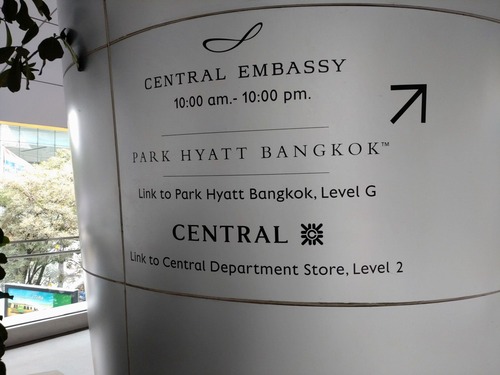 CENTRAL EMBASSY
10:00 am.- 10:00 pm.
PARK HYATT BANGKOK™
Link to Park Hyatt Bangkok, Level G
CENTRAL
Link to Central Department Store, Level 2